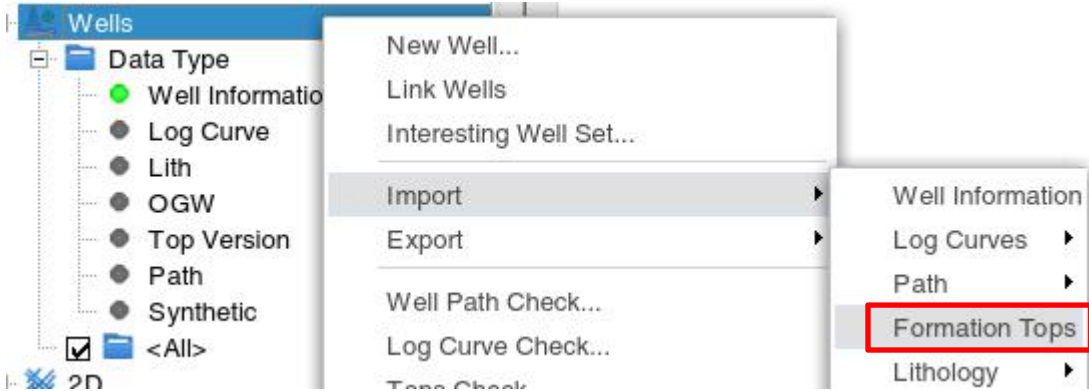 Wells
Data Type
Well Informatio
Log Curve
Lith
OGW
Top Version
Path
Synthetic
<All>
2D
New Well...
Link Wells
Interesting Well Set...
Import
Export
Well Path Check...
Log Curve Check...
Tops Check
Well Information
Log Curves
Path
Formation Tops
Lithology